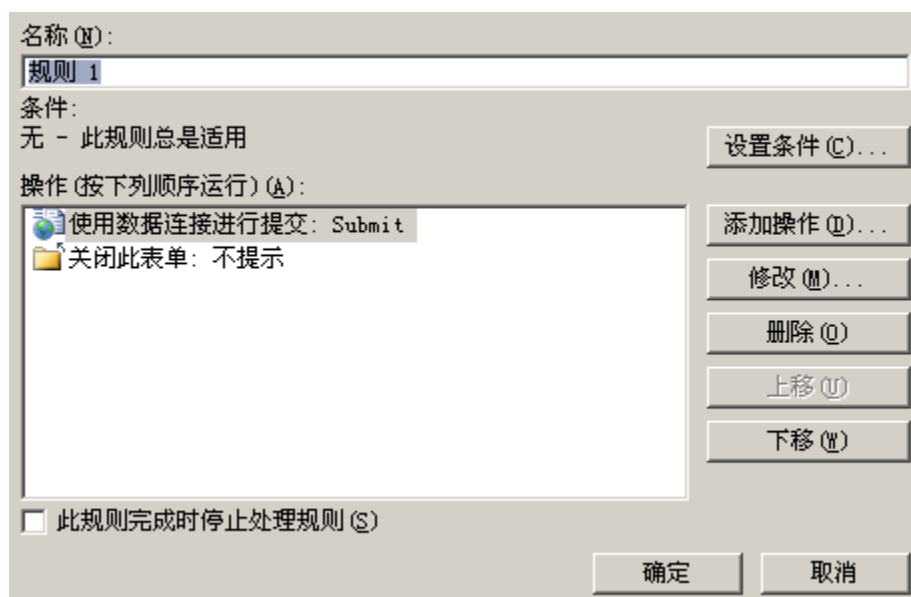 名称(N):
规则 1
条件:
无 - 此规则总是适用
设置条件(C)...
操作(按下列顺序运行)(A):
使用数据连接进行提交: Submit
添加操作(D)...
关闭此表单: 不提示
修改(M)...
删除(O)
上移(U)
下移(W)
此规则完成时停止处理规则(S)
确定
取消